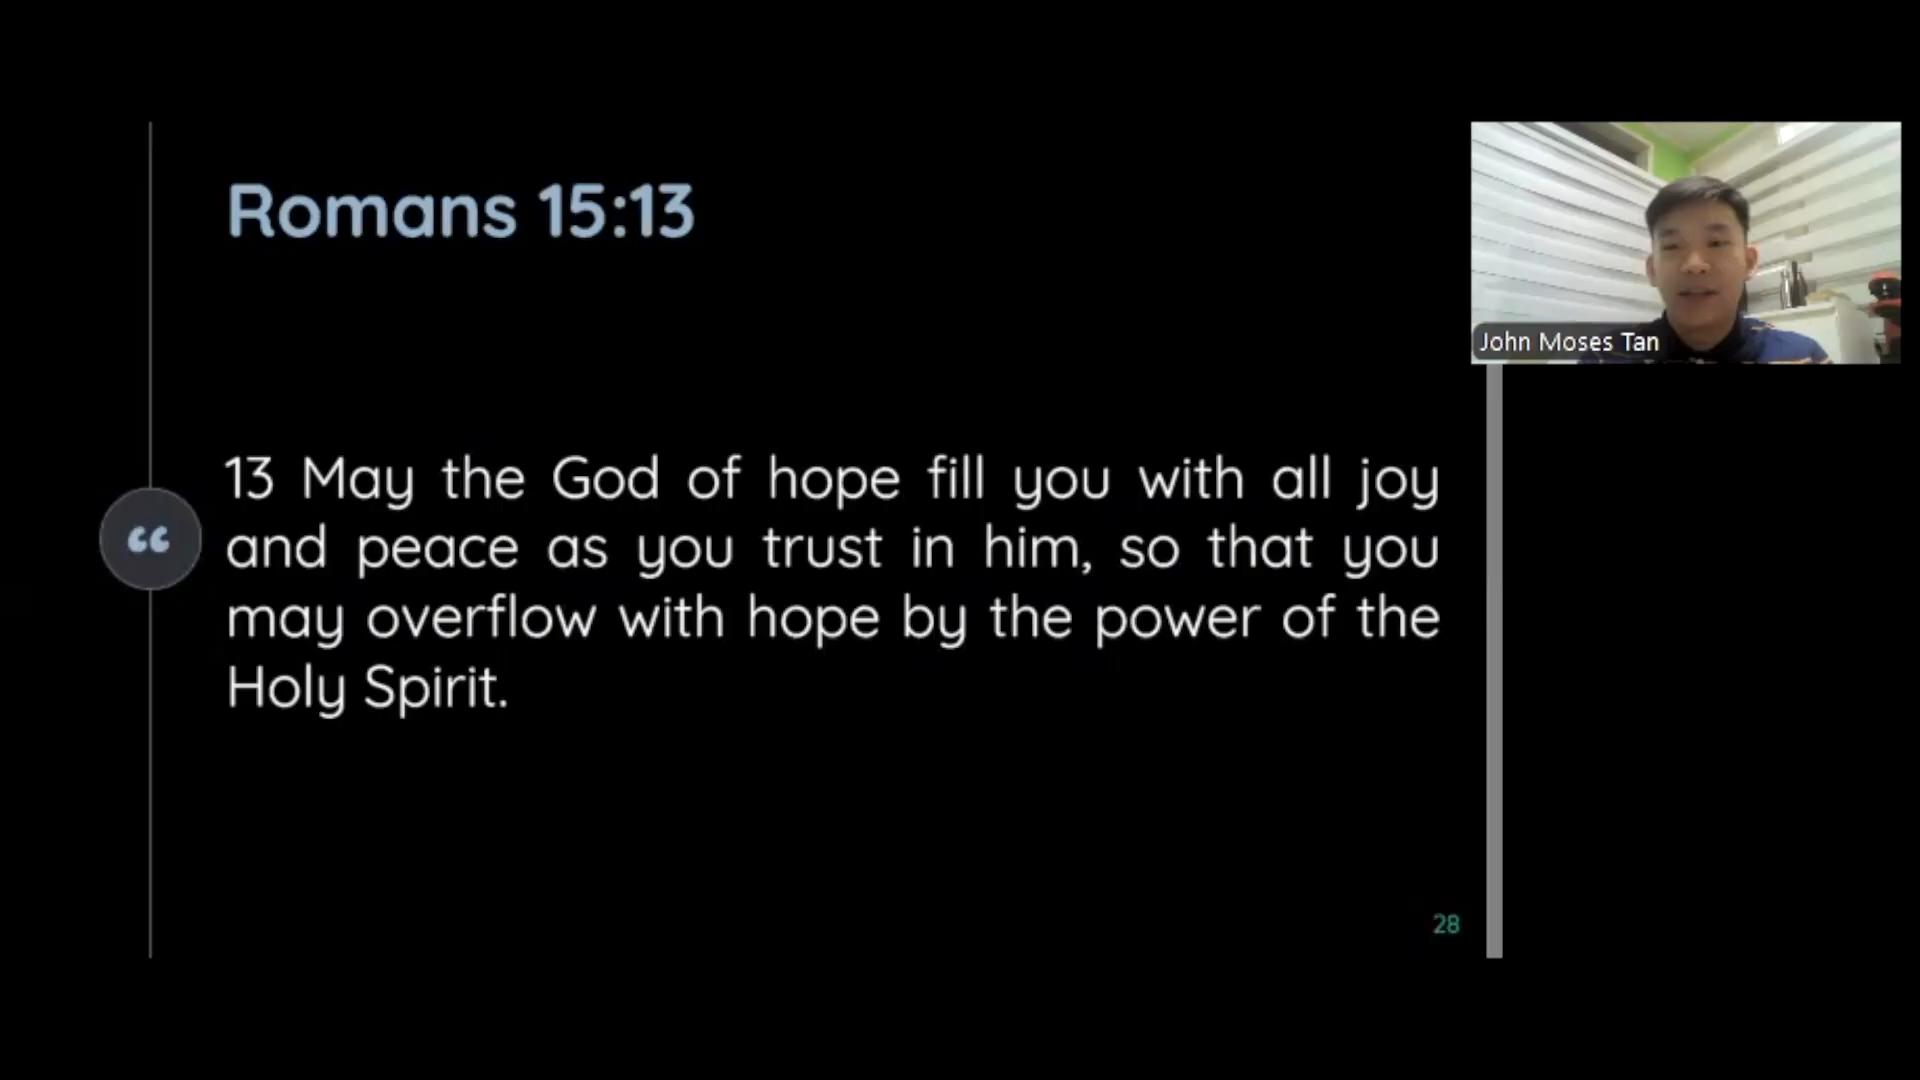 Romans 15:13
John Moses Tan
13 May the God of hope fill you with all joy
“
and peace as you trust in him, so that you
may overflow with hope by the power of the
Holy Spirit.
28